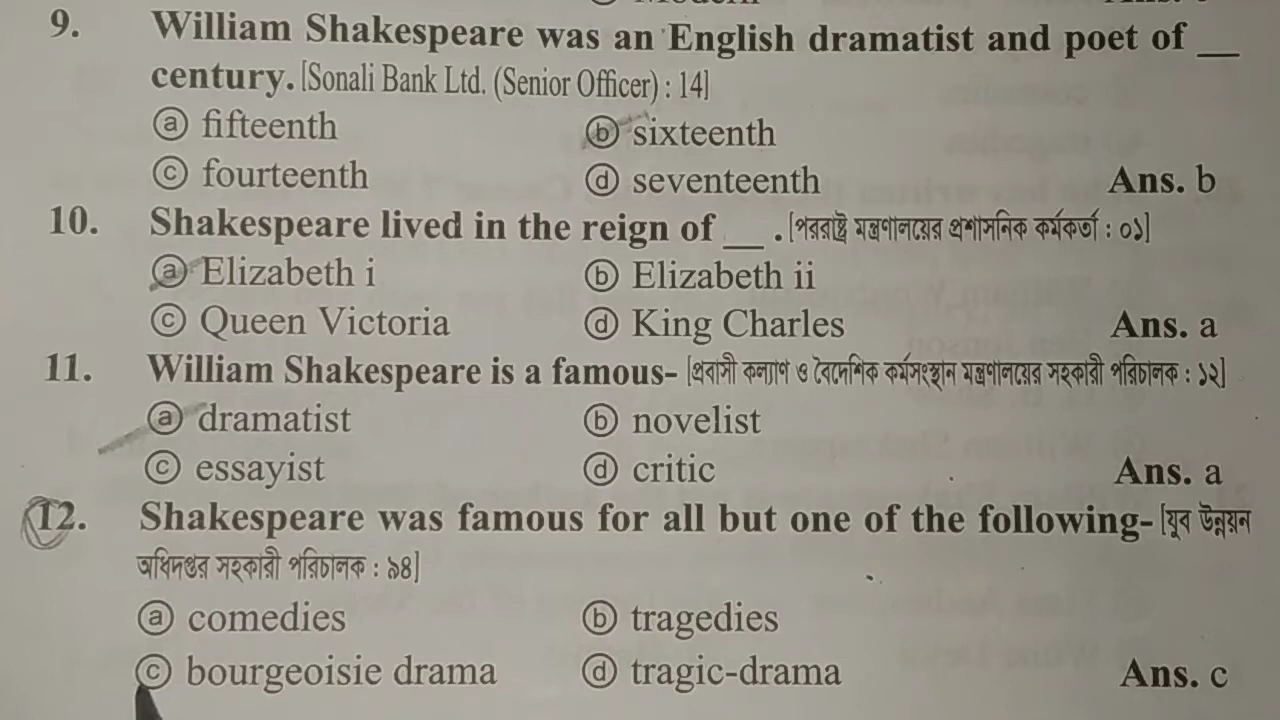 9. William Shakespeare was an English dramatist and poet of __
century. [Sonali Bank Ltd. (Senior Officer) : 14]
ⓐ fifteenth ⓑ sixteenth
ⓒ fourteenth ⓓ seventeenth Ans. b
10. Shakespeare lived in the reign of __ . [পররাষ্ট্র মন্ত্রণালয়ের প্রশাসনিক কর্মকর্তা : ০১]
ⓐ Elizabeth i ⓑ Elizabeth ii
ⓒ Queen Victoria ⓓ King Charles Ans. a
11. William Shakespeare is a famous- [প্রবাসী কল্যাণ ও বৈদেশিক কর্মসংস্থান মন্ত্রণালয়ের সহকারী পরিচালক : ১২]
ⓐ dramatist ⓑ novelist
ⓒ essayist ⓓ critic Ans. a
12. Shakespeare was famous for all but one of the following- [যুব উন্নয়ন
অধিদপ্তর সহকারী পরিচালক : ৯৪]
ⓐ comedies ⓑ tragedies
ⓒ bourgeoisie drama ⓓ tragic-drama Ans. c